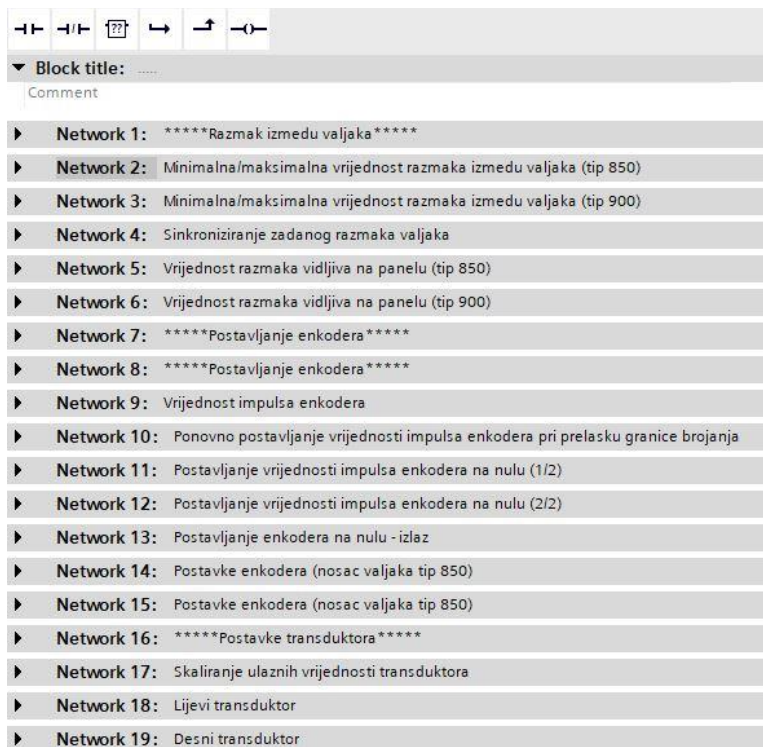 ??
Block title: .....
Comment
Network 1: *****Razmak izmedu valjaka*****
Network 2: Minimalna/maksimalna vrijednost razmaka izmedu valjaka (tip 850)
Network 3: Minimalna/maksimalna vrijednost razmaka izmedu valjaka (tip 900)
Network 4: Sinkroniziranje zadanog razmaka valjaka
Network 5: Vrijednost razmaka vidljiva na panelu (tip 850)
Network 6: Vrijednost razmaka vidljiva na panelu (tip 900)
Network 7: *****Postavljanje enkodera*****
Network 8: *****Postavljanje enkodera*****
Network 9: Vrijednost impulsa enkodera
Network 10: Ponovno postavljanje vrijednosti impulsa enkodera pri prelasku granice brojanja
Network 11: Postavljanje vrijednosti impulsa enkodera na nulu (1/2)
Network 12: Postavljanje vrijednosti impulsa enkodera na nulu (2/2)
Network 13: Postavljanje enkodera na nulu - izlaz
Network 14: Postavke enkodera (nosac valjaka tip 850)
Network 15: Postavke enkodera (nosac valjaka tip 850)
Network 16: *****Postavke transduktora*****
Network 17: Skaliranje ulaznih vrijednosti transduktora
Network 18: Lijevi transduktor
Network 19: Desni transduktor